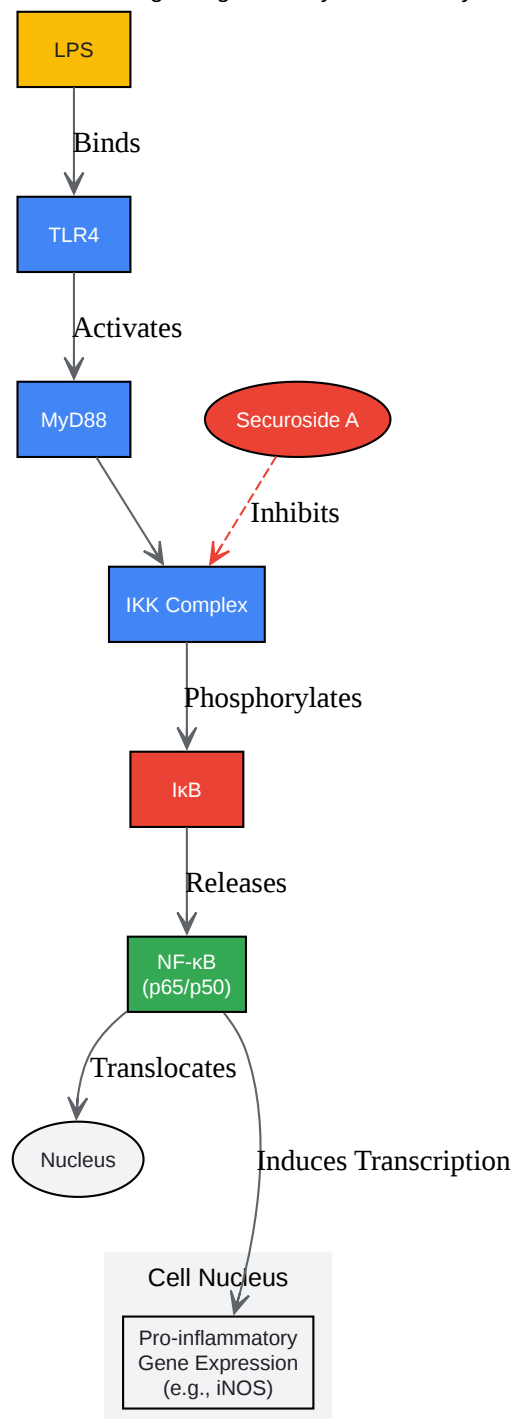 LPS
Binds
TLR4
Activates
MyD88
Securoside A
Inhibits
IKK Complex
Phosphorylates
IκB
Releases
NF-κB
(p65/p50)
Translocates
Nucleus
Induces Transcription
Cell Nucleus
Pro-inflammatory
Gene Expression
(e.g., iNOS)